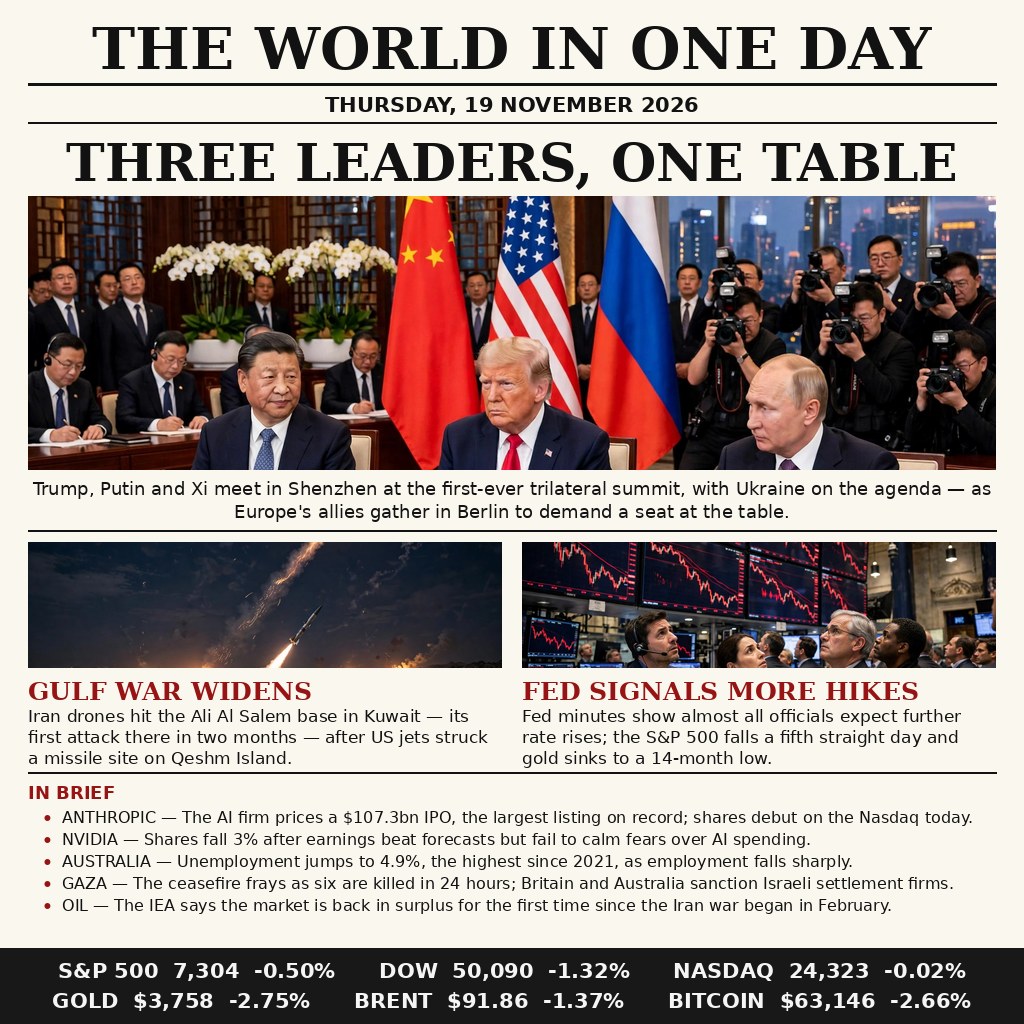 THE WORLD IN ONE DAY
THURSDAY, 19 NOVEMBER 2026
THREE LEADERS, ONE TABLE
Trump, Putin and Xi meet in Shenzhen at the first-ever trilateral summit, with Ukraine on the agenda — as
Europe's allies gather in Berlin to demand a seat at the table.
GULF WAR WIDENS
Iran drones hit the Ali Al Salem base in Kuwait — its
first attack there in two months — after US jets struck
a missile site on Qeshm Island.
FED SIGNALS MORE HIKES
Fed minutes show almost all officials expect further
rate rises; the S&P 500 falls a fifth straight day and
gold sinks to a 14-month low.
IN BRIEF
• ANTHROPIC — The AI firm prices a $107.3bn IPO, the largest listing on record; shares debut on the Nasdaq today.
• NVIDIA — Shares fall 3% after earnings beat forecasts but fail to calm fears over AI spending.
• AUSTRALIA — Unemployment jumps to 4.9%, the highest since 2021, as employment falls sharply.
• GAZA — The ceasefire frays as six are killed in 24 hours; Britain and Australia sanction Israeli settlement firms.
• OIL — The IEA says the market is back in surplus for the first time since the Iran war began in February.
S&P 500 7,304 -0.50% DOW 50,090 -1.32% NASDAQ 24,323 -0.02%
GOLD $3,758 -2.75% BRENT $91.86 -1.37% BITCOIN $63,146 -2.66%